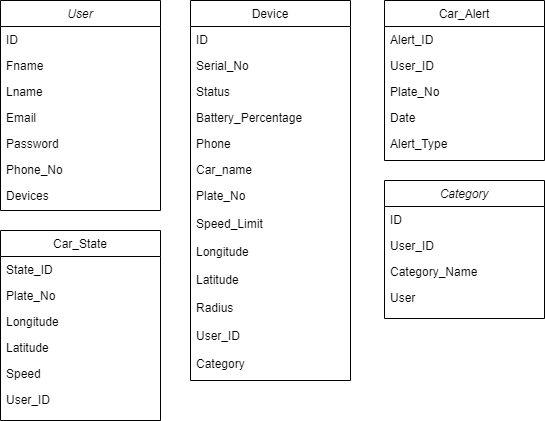 User
ID
Fname
Lname
Email
Password
Phone_No
Devices
Car_State
State_ID
Plate_No
Longitude
Latitude
Speed
User_ID
Device
ID
Serial_No
Status
Battery_Percentage
Phone
Car_name
Plate_No
Speed_Limit
Longitude
Latitude
Radius
User_ID
Category
Car_Alert
Alert_ID
User_ID
Plate_No
Date
Alert_Type
Category
ID
User_ID
Category_Name
User